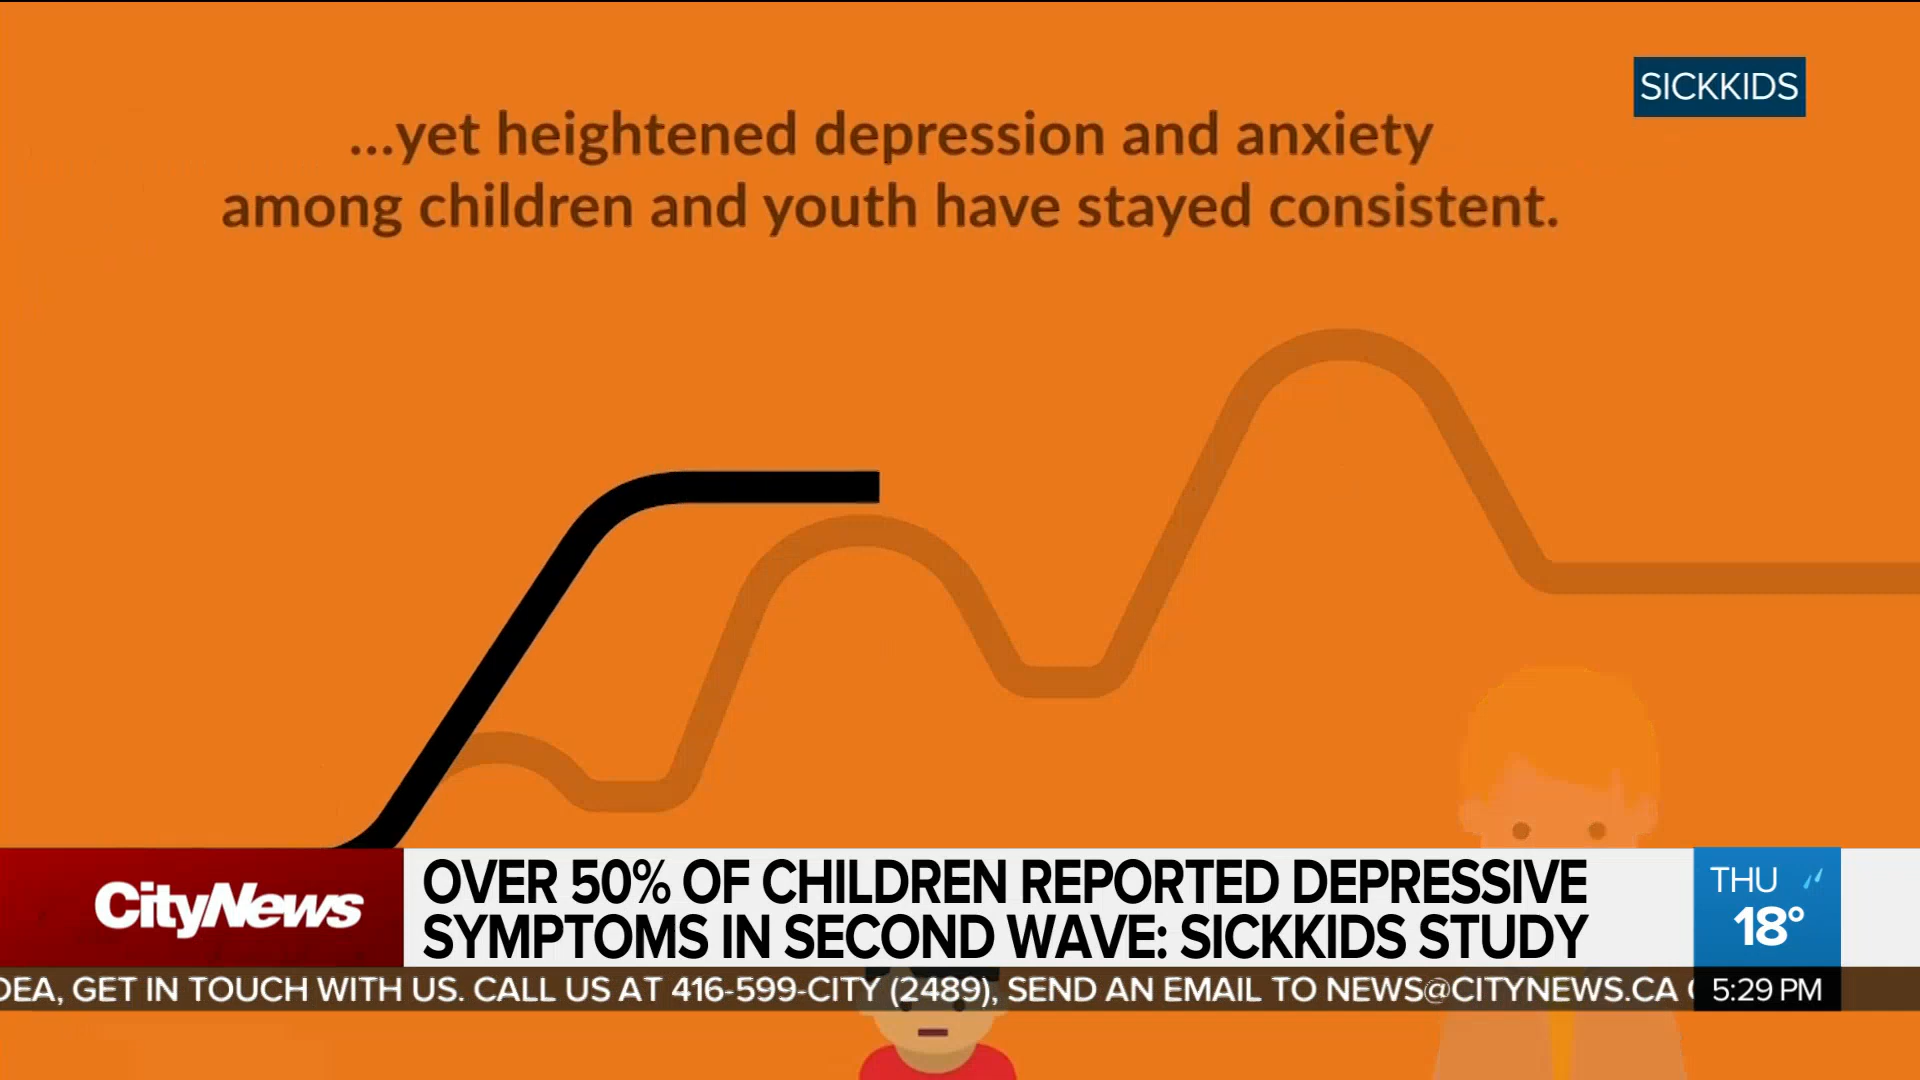 SICKKIDS
...yet heightened depression and anxiety
among children and youth have stayed consistent.
CityNews
OVER 50% OF CHILDREN REPORTED DEPRESSIVE
SYMPTOMS IN SECOND WAVE: SICKKIDS STUDY
THU
18°
DEA, GET IN TOUCH WITH US. CALL US AT 416-599-CITY (2489), SEND AN EMAIL TO NEWS@CITYNEWS.CA
5:29 PM